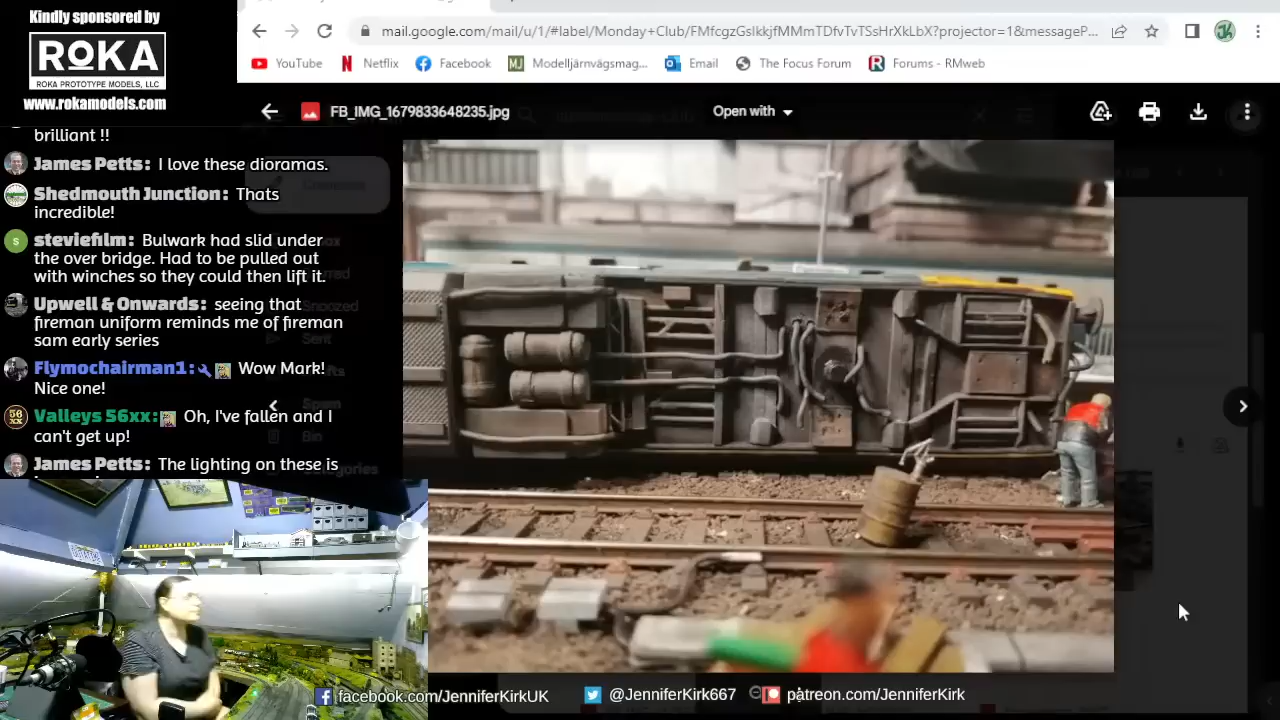 Kindly sponsored by
ROKA
ROKA PROTOTYPE MODELS, LLC
www.rokamodels.com
mail.google.com/mail/u/1/#label/Monday+Club/FMfcgzGslkkjfMMmTDfvTvTSsHrXkLbX?projector=1&messageP...
YouTube
Netflix
Facebook
Modelljärnvägsmag...
Email
The Focus Forum
Forums - RMweb
FB_IMG_1679833648235.jpg
Open with
brilliant !!
James Petts: I love these dioramas.
Shedmouth Junction: Thats
incredible!
steviefilm: Bulwark had slid under
the over bridge. Had to be pulled out
with winches so they could then lift it.
Upwell & Onwards: seeing that
fireman uniform reminds me of fireman
sam early series
Flymochairman1: Wow Mark!
Nice one!
Valleys 56xx: Oh, I've fallen and I
can't get up!
James Petts: The lighting on these is
facebook.com/JenniferKirkUK
@JenniferKirk667
patreon.com/JenniferKirk